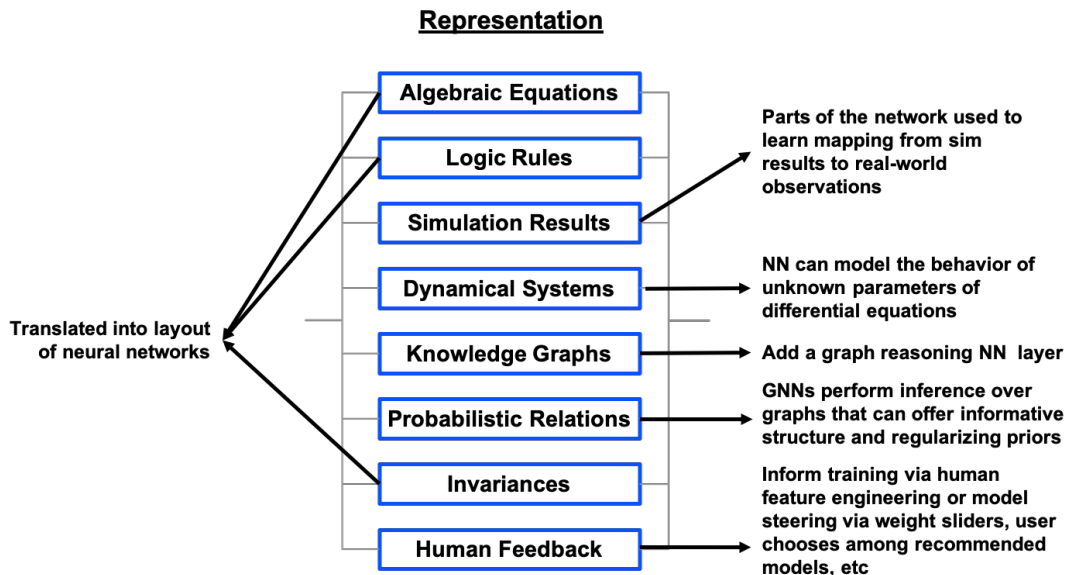 Representation
Algebraic Equations
Logic Rules
Simulation Results
Dynamical Systems
Knowledge Graphs
Probabilistic Relations
Invariances
Human Feedback
Translated into layout
of neural networks
Parts of the network used to
learn mapping from sim
results to real-world
observations
NN can model the behavior of
unknown parameters of
differential equations
Add a graph reasoning NN layer
GNNs perform inference over
graphs that can offer informative
structure and regularizing priors
Inform training via human
feature engineering or model
steering via weight sliders, user
chooses among recommended
models, etc